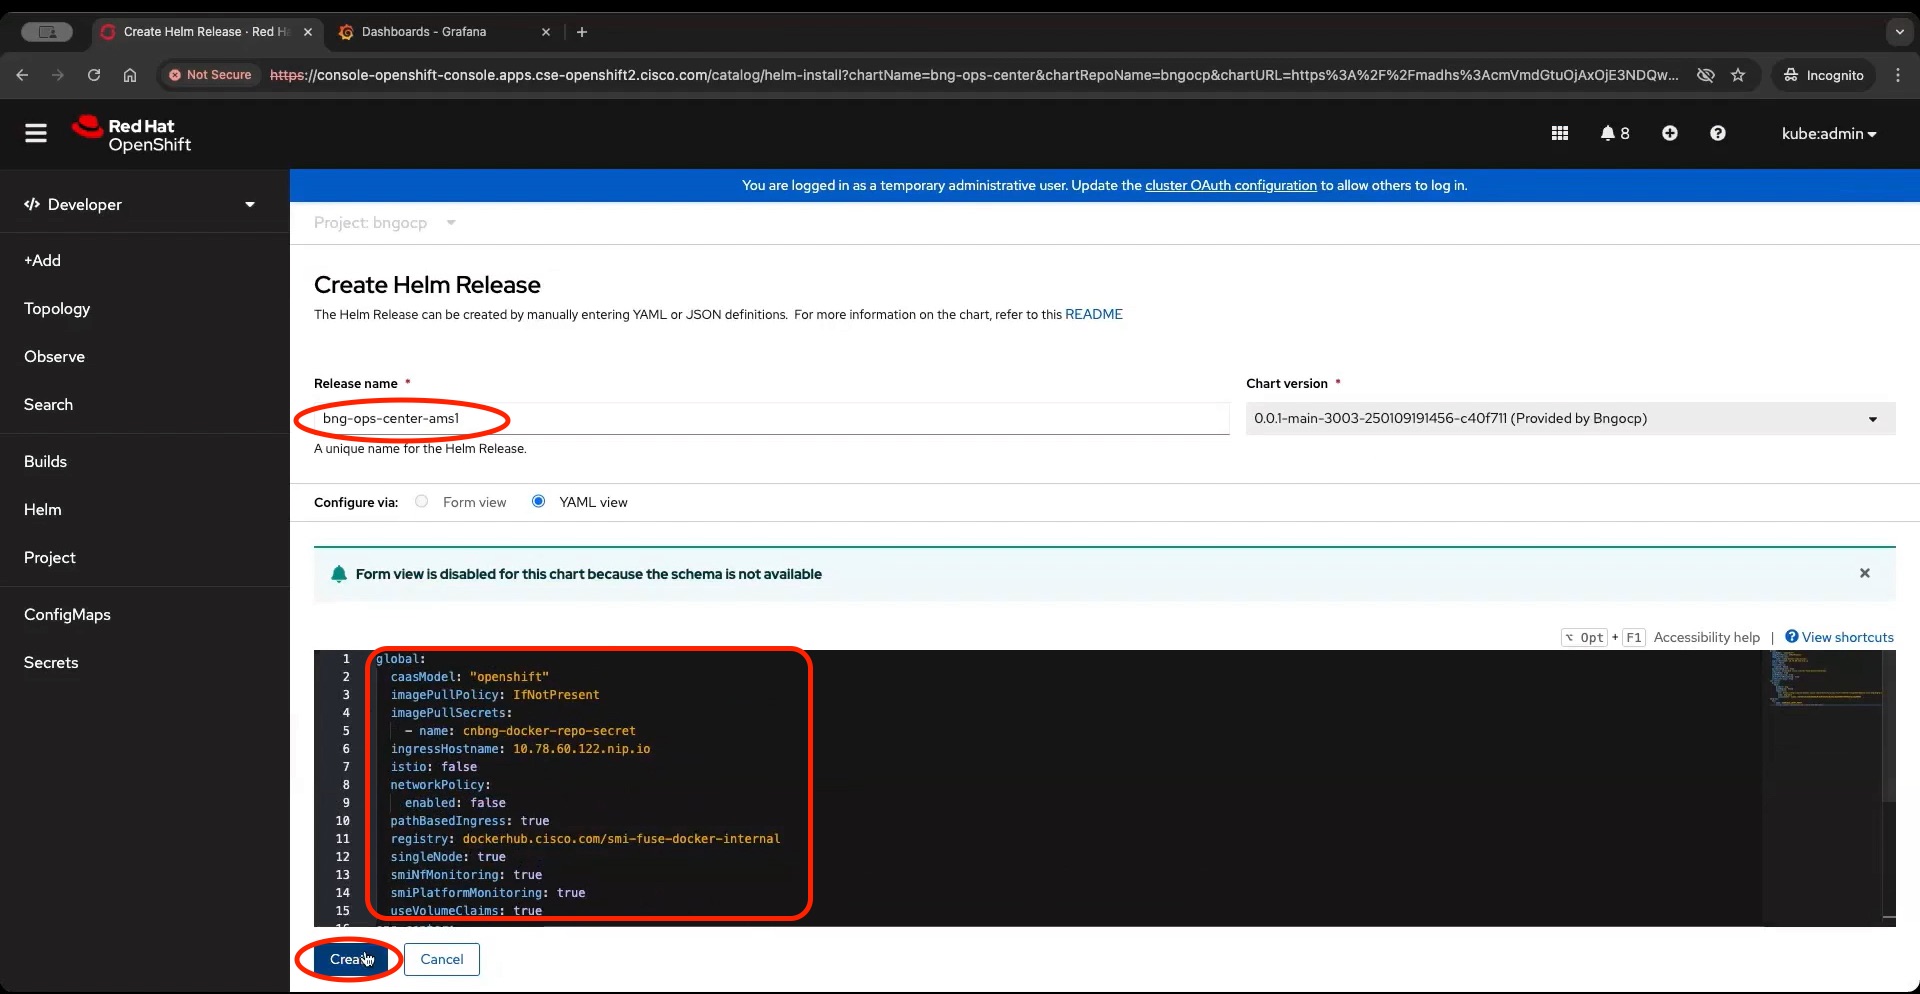 Create Helm Release · Red Ha
Dashboards - Grafana
Not Secure
https://console-openshift-console.apps.cse-openshift2.cisco.com/catalog/helm-install?chartName=bng-ops-center&chartRepoName=bngocp&chartURL=https%3A%2F%2Fmadhs%3AcmVmdGtuOjAxOjE3NDQw...
Incognito
Red Hat
OpenShift
8
kube:admin
You are logged in as a temporary administrative user. Update the cluster OAuth configuration to allow others to log in.
Developer
+Add
Topology
Observe
Search
Builds
Helm
Project
ConfigMaps
Secrets
Project: bngocp
Create Helm Release
The Helm Release can be created by manually entering YAML or JSON definitions. For more information on the chart, refer to this README
Release name *
Chart version *
bng-ops-center-ams1
0.0.1-main-3003-250109191456-c40f711 (Provided by Bngocp)
A unique name for the Helm Release.
Configure via: Form view YAML view
Form view is disabled for this chart because the schema is not available
⌥ Opt + F1 Accessibility help | View shortcuts
1 global:
2 caasModel: "openshift"
3 imagePullPolicy: IfNotPresent
4 imagePullSecrets:
5 - name: cnbng-docker-repo-secret
6 ingressHostname: 10.78.60.122.nip.io
7 istio: false
8 networkPolicy:
9 enabled: false
10 pathBasedIngress: true
11 registry: dockerhub.cisco.com/smi-fuse-docker-internal
12 singleNode: true
13 smiNfMonitoring: true
14 smiPlatformMonitoring: true
15 useVolumeClaims: true
Create
Cancel